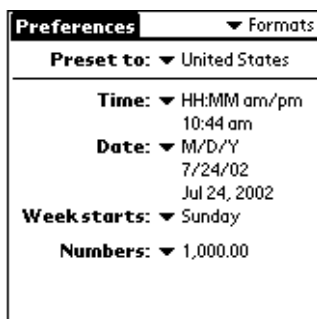 Preferences ▼ Formats
Preset to: ▼ United States
Time: ▼ HH:MM am/pm
10:44 am
Date: ▼ M/D/Y
7/24/02
Jul 24, 2002
Week starts: ▼ Sunday
Numbers: ▼ 1,000.00